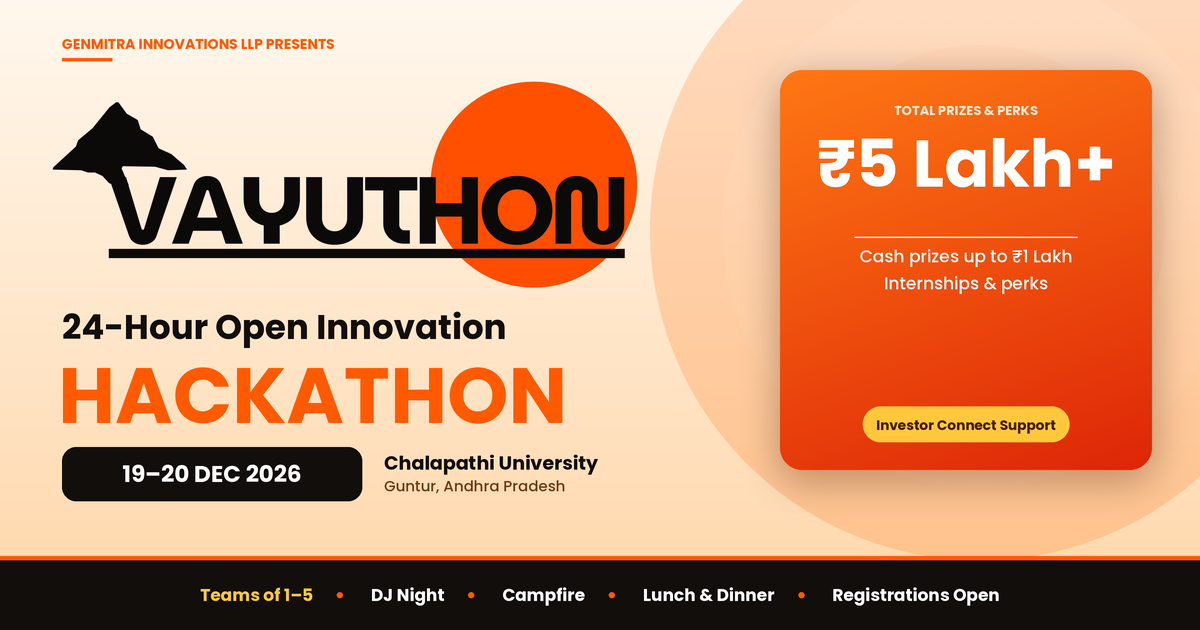 GENMITRA INNOVATIONS LLP PRESENTS
VAYUTHON
24-Hour Open Innovation
HACKATHON
19–20 DEC 2026
Chalapathi University
Guntur, Andhra Pradesh
TOTAL PRIZES & PERKS
₹5 Lakh+
Cash prizes up to ₹1 Lakh
Internships & perks
Investor Connect Support
Teams of 1–5 • DJ Night • Campfire • Lunch & Dinner • Registrations Open